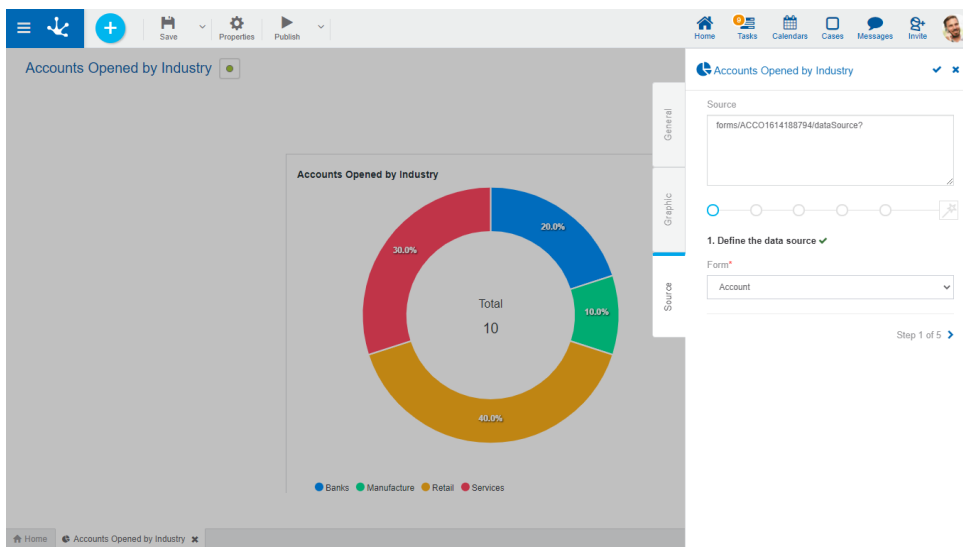 Save
Properties
Publish
Home
9
Tasks
Calendars
Cases
Messages
Invite
Accounts Opened by Industry
General
Graphic
Source
Accounts Opened by Industry
20.0%
30.0%
10.0%
40.0%
Total
10
Banks
Manufacture
Retail
Services
Accounts Opened by Industry
Source
forms/ACCO1614188794/dataSource?
1. Define the data source
Form*
Account
Step 1 of 5
Home
Accounts Opened by Industry